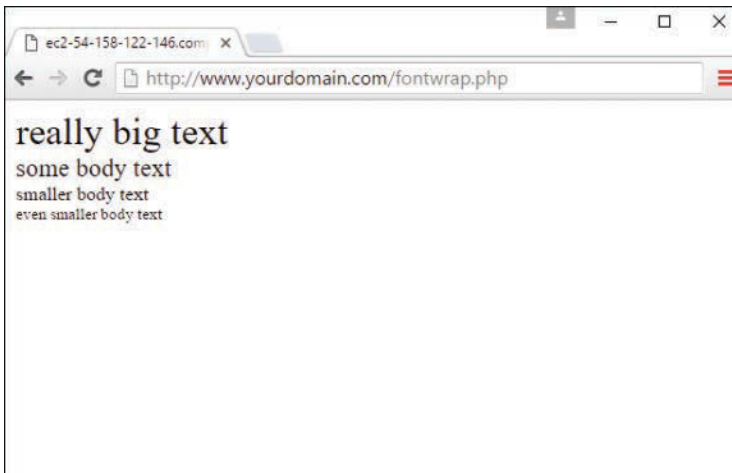 ec2-54-158-122-146.com
http://www.yourdomain.com/fontwrap.php
really big text
some body text
smaller body text
even smaller body text